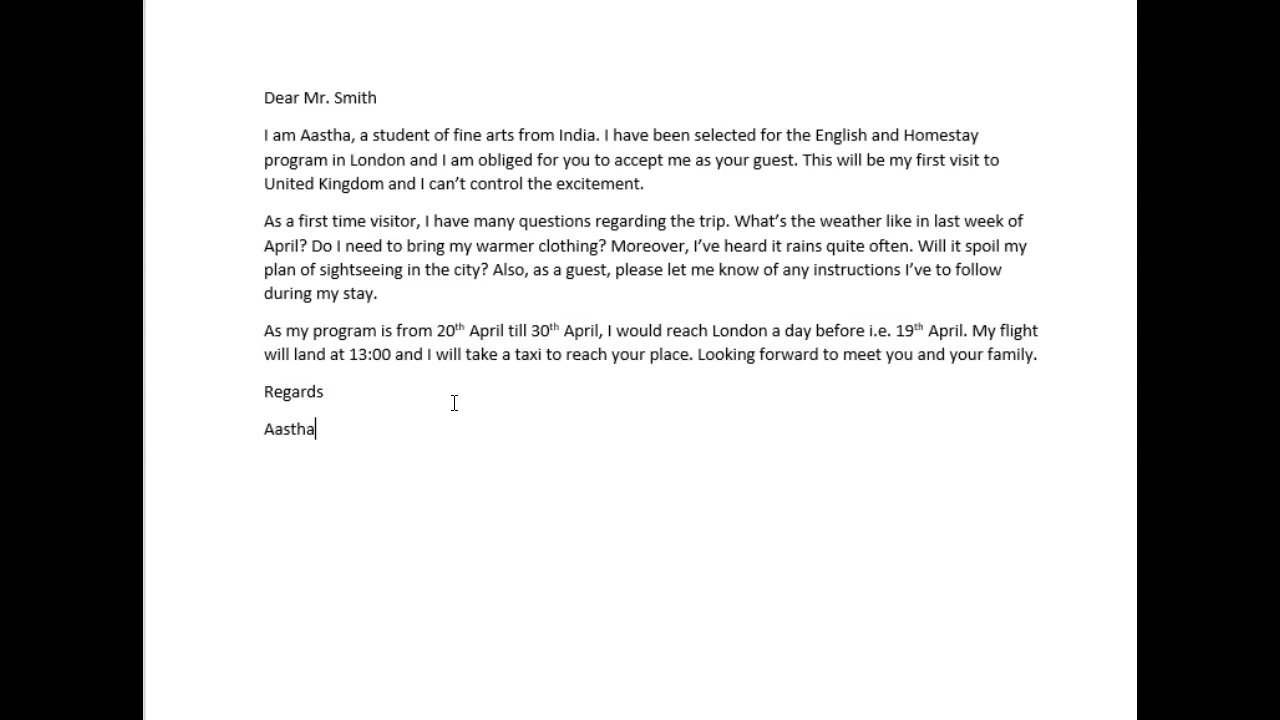 Dear Mr. Smith
I am Aastha, a student of fine arts from India. I have been selected for the English and Homestay
program in London and I am obliged for you to accept me as your guest. This will be my first visit to
United Kingdom and I can’t control the excitement.
As a first time visitor, I have many questions regarding the trip. What’s the weather like in last week of
April? Do I need to bring my warmer clothing? Moreover, I’ve heard it rains quite often. Will it spoil my
plan of sightseeing in the city? Also, as a guest, please let me know of any instructions I’ve to follow
during my stay.
As my program is from 20th April till 30th April, I would reach London a day before i.e. 19th April. My flight
will land at 13:00 and I will take a taxi to reach your place. Looking forward to meet you and your family.
Regards
Aastha